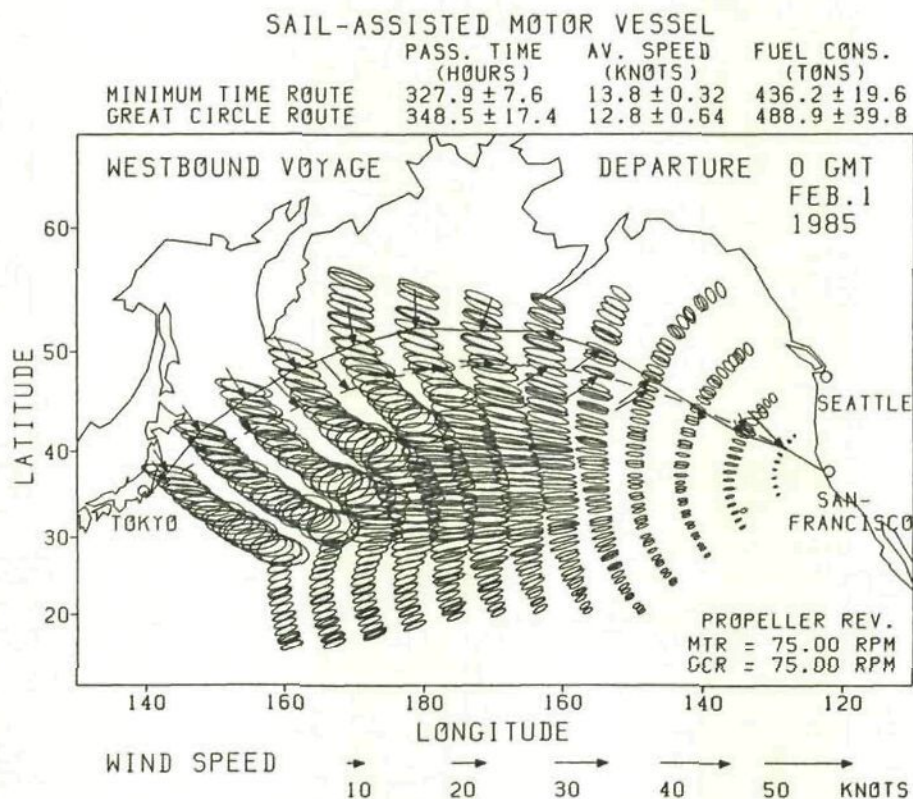 SAIL-ASSISTED MOTOR VESSEL
PASS. TIME AV. SPEED FUEL CONS.
(HOURS) (KNOTS) (TONS)
MINIMUM TIME ROUTE 327.9 ± 7.6 13.8 ± 0.32 436.2 ± 19.6
GREAT CIRCLE ROUTE 348.5 ± 17.4 12.8 ± 0.64 488.9 ± 39.8
WESTBOUND VOYAGE DEPARTURE 0 GMT
FEB.1
1985
60
50
40
30
20
LATITUDE
SEATTLE
SAN-
FRANCISCO
TOKYO
PROPELLER REV.
MTR = 75.00 RPM
GCR = 75.00 RPM
140 160 180 160 140 120
LONGITUDE
WIND SPEED
10 20 30 40 50 KNOTS